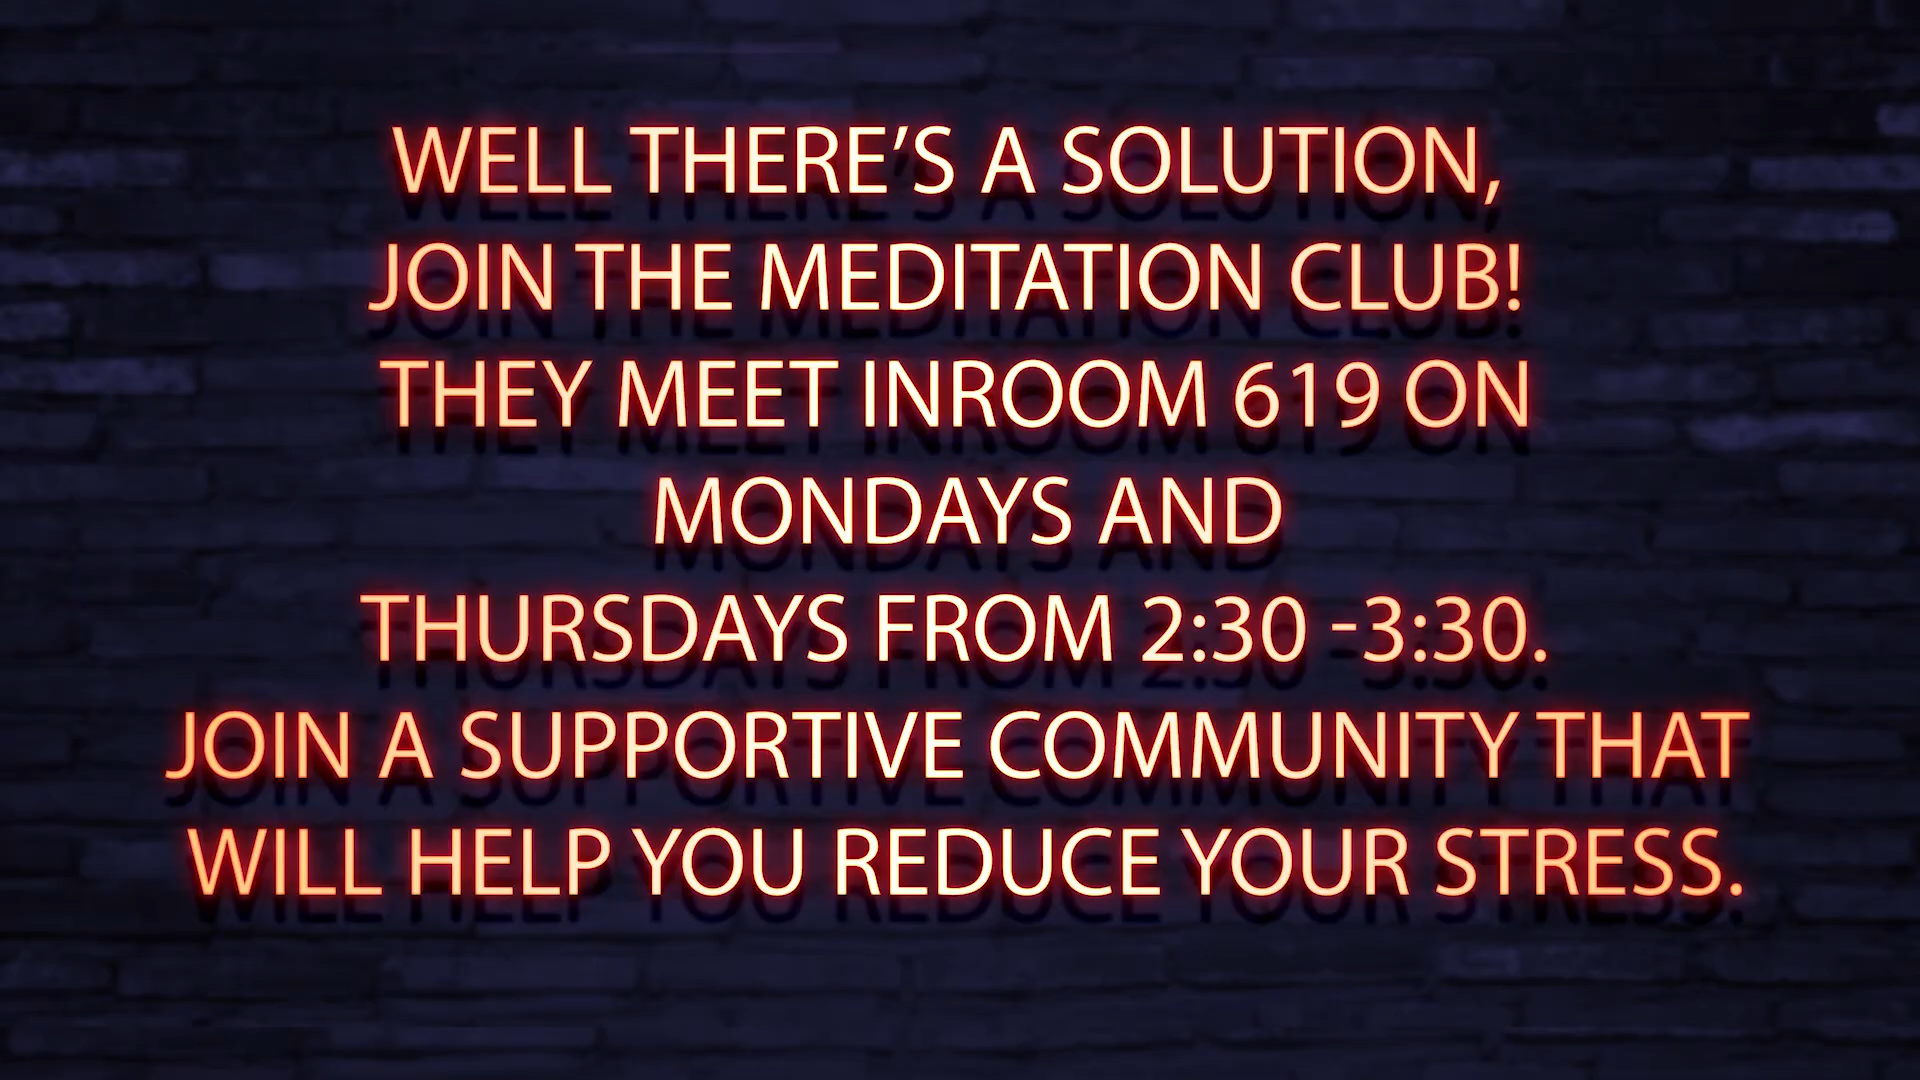 WELL THERE’S A SOLUTION,
JOIN THE MEDITATION CLUB!
THEY MEET INROOM 619 ON
MONDAYS AND
THURSDAYS FROM 2:30 -3:30.
JOIN A SUPPORTIVE COMMUNITY THAT
WILL HELP YOU REDUCE YOUR STRESS.